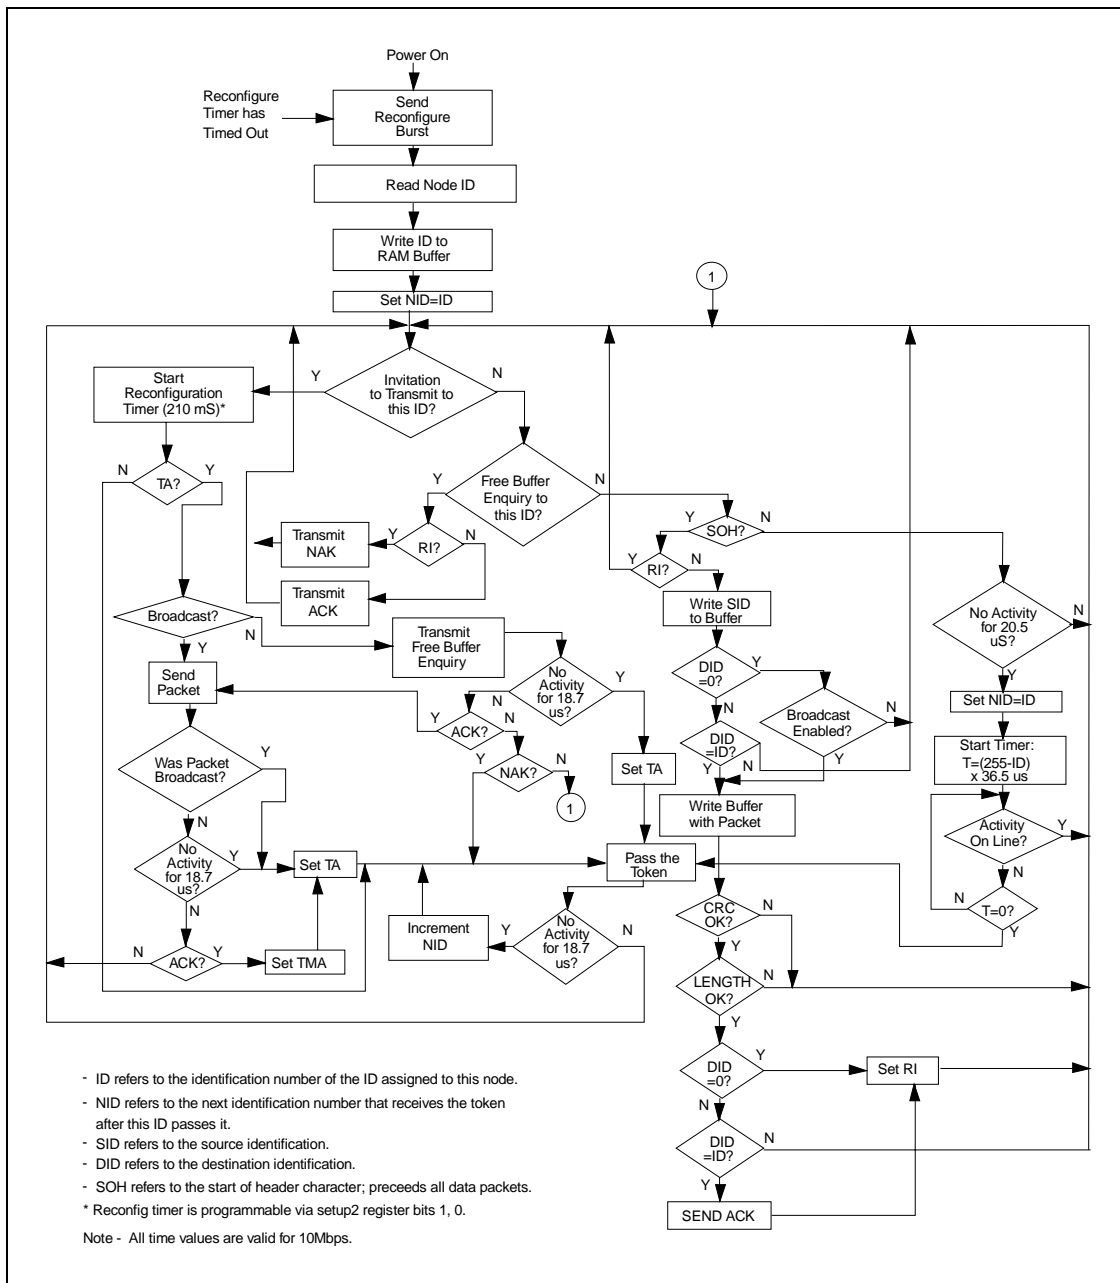 Power On
Reconfigure
Timer has
Timed Out
Send
Reconfigure
Burst
Read Node ID
Write ID to
RAM Buffer
Set NID=ID
1
Start
Reconfiguration
Timer (210 mS)*
Y
Invitation
to Transmit to
this ID?
N
N
TA?
Y
Y
Free Buffer
Enquiry to
this ID?
N
Transmit
NAK
Y
RI?
N
Transmit
ACK
Y
SOH?
N
Y
RI?
N
Write SID
to Buffer
No Activity
for 20.5
uS?
N
Y
Broadcast?
N
Y
Transmit
Free Buffer
Enquiry
No
Activity
for 18.7
us?
Y
N
DID
=0?
Y
N
Broadcast
Enabled?
N
Y
Set NID=ID
Send
Packet
Y
ACK?
N
DID
=ID?
N
Y
Start Timer:
T=(255-ID)
x 36.5 us
Was Packet
Broadcast?
Y
N
Y
NAK?
N
1
Set TA
Write Buffer
with Packet
Activity
On Line?
Y
N
No
Activity
for 18.7
us?
Y
N
Set TA
Pass the
Token
N
T=0?
Y
CRC
OK?
N
Y
Increment
NID
Y
No
Activity
for 18.7
us?
N
N
ACK?
Y
Set TMA
LENGTH
OK?
N
Y
DID
=0?
Y
N
Set RI
DID
=ID?
N
Y
SEND ACK
- ID refers to the identification number of the ID assigned to this node.
- NID refers to the next identification number that receives the token
after this ID passes it.
- SID refers to the source identification.
- DID refers to the destination identification.
- SOH refers to the start of header character; preceeds all data packets.
* Reconfig timer is programmable via setup2 register bits 1, 0.
Note - All time values are valid for 10Mbps.